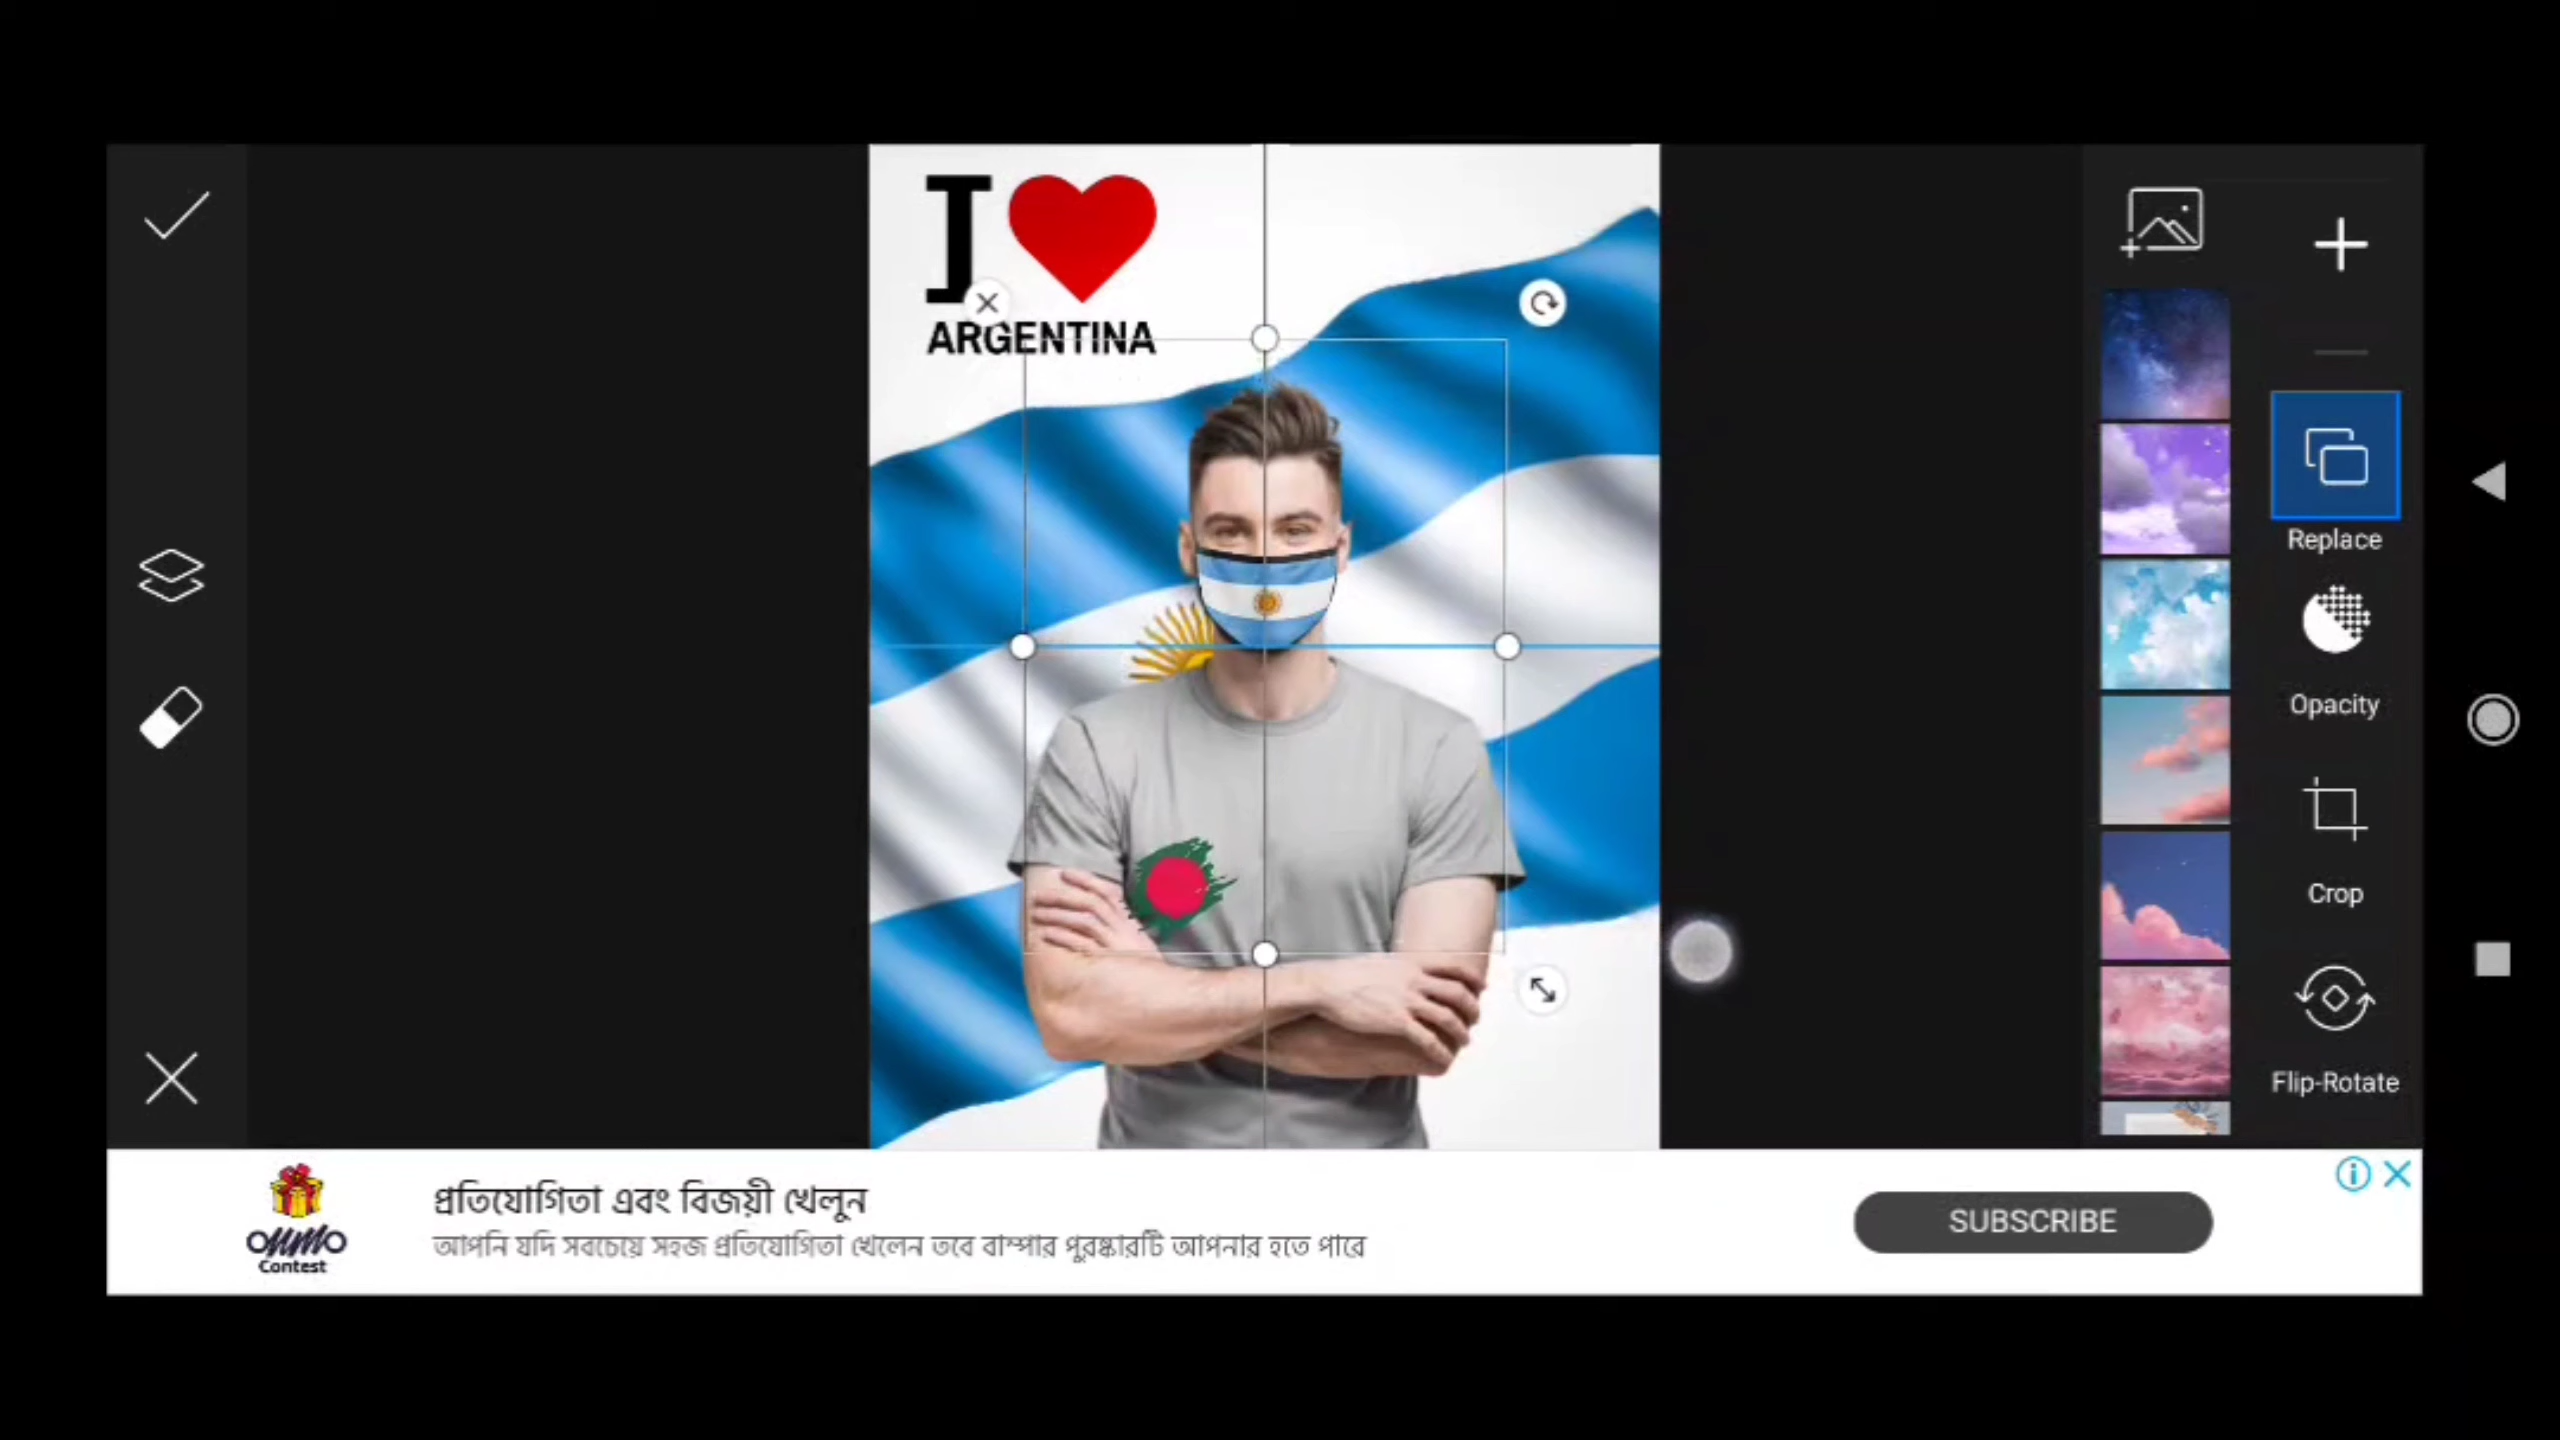 I
ARGENTINA
Replace
Opacity
Crop
Flip-Rotate
OMMO
Contest
প্রতিযোগিতা এবং বিজয়ী খেলুন
আপনি যদি সবচেয়ে সহজ প্রতিযোগিতা খেলেন তবে বাম্পার পুরষ্কারটি আপনার হতে পারে
SUBSCRIBE